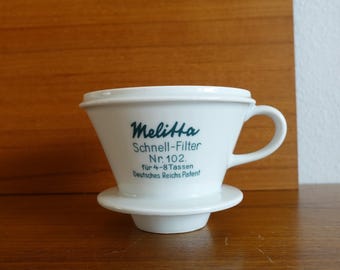 Melitta
Schnell-Filter
Nr. 102.
für 4-8 Tassen
Deutsches Reichs Patent